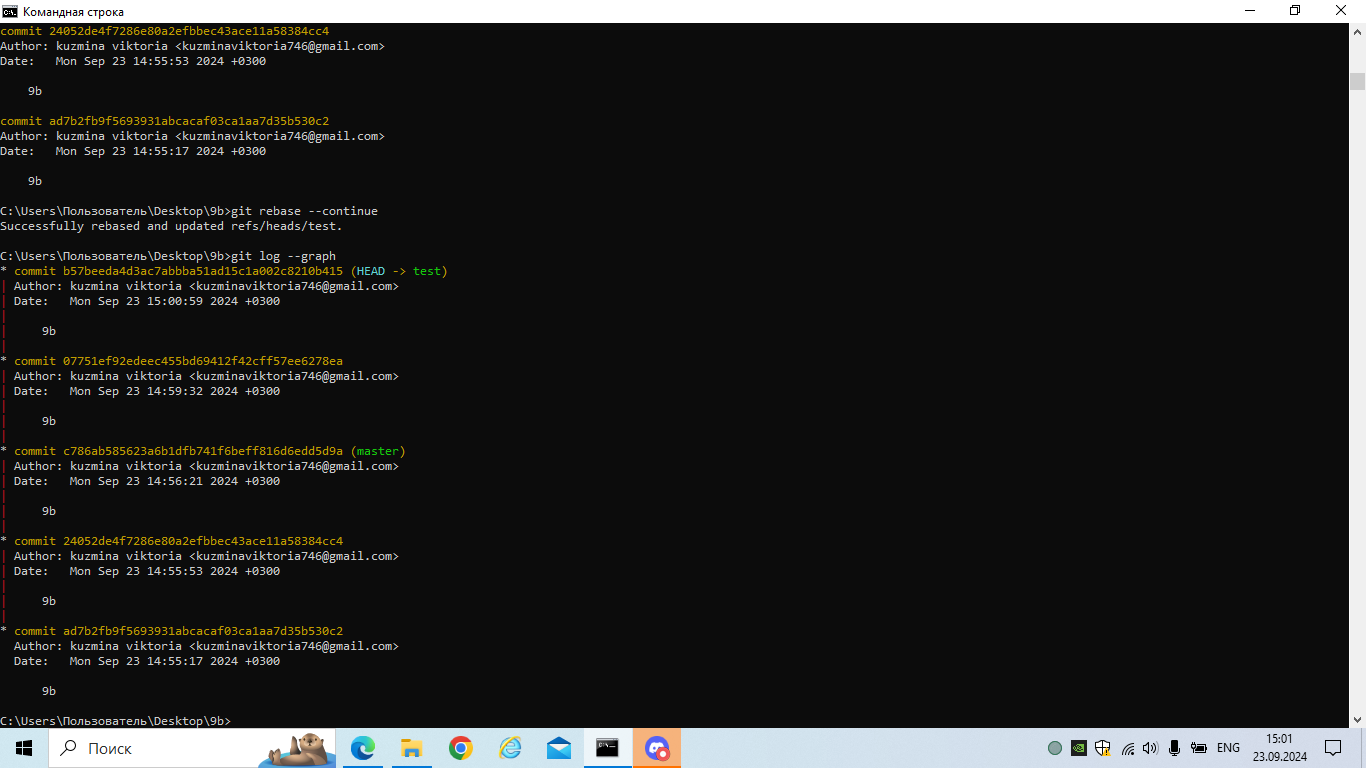 Командная строка
commit 24052de4f7286e80a2efbbec43ace11a58384cc4
Author: kuzmina viktoria <kuzminaviktoria746@gmail.com>
Date:   Mon Sep 23 14:55:53 2024 +0300
9b
commit ad7b2fb9f5693931abcacaf03ca1aa7d35b530c2
Author: kuzmina viktoria <kuzminaviktoria746@gmail.com>
Date:   Mon Sep 23 14:55:17 2024 +0300
9b
C:\Users\Пользователь\Desktop\9b>git rebase --continue
Successfully rebased and updated refs/heads/test.
C:\Users\Пользователь\Desktop\9b>git log --graph
* commit b57beeda4d3ac7abbba51ad15c1a002c8210b415 (HEAD -> test)
| Author: kuzmina viktoria <kuzminaviktoria746@gmail.com>
| Date:   Mon Sep 23 15:00:59 2024 +0300
|
|     9b
|
* commit 07751ef92edeec455bd69412f42cff57ee6278ea
| Author: kuzmina viktoria <kuzminaviktoria746@gmail.com>
| Date:   Mon Sep 23 14:59:32 2024 +0300
|
|     9b
|
* commit c786ab585623a6b1dfb741f6beff816d6edd5d9a (master)
| Author: kuzmina viktoria <kuzminaviktoria746@gmail.com>
| Date:   Mon Sep 23 14:56:21 2024 +0300
|
|     9b
|
* commit 24052de4f7286e80a2efbbec43ace11a58384cc4
| Author: kuzmina viktoria <kuzminaviktoria746@gmail.com>
| Date:   Mon Sep 23 14:55:53 2024 +0300
|
|     9b
|
* commit ad7b2fb9f5693931abcacaf03ca1aa7d35b530c2
Author: kuzmina viktoria <kuzminaviktoria746@gmail.com>
Date:   Mon Sep 23 14:55:17 2024 +0300
9b
C:\Users\Пользователь\Desktop\9b>
Поиск
ENG
15:01
23.09.2024